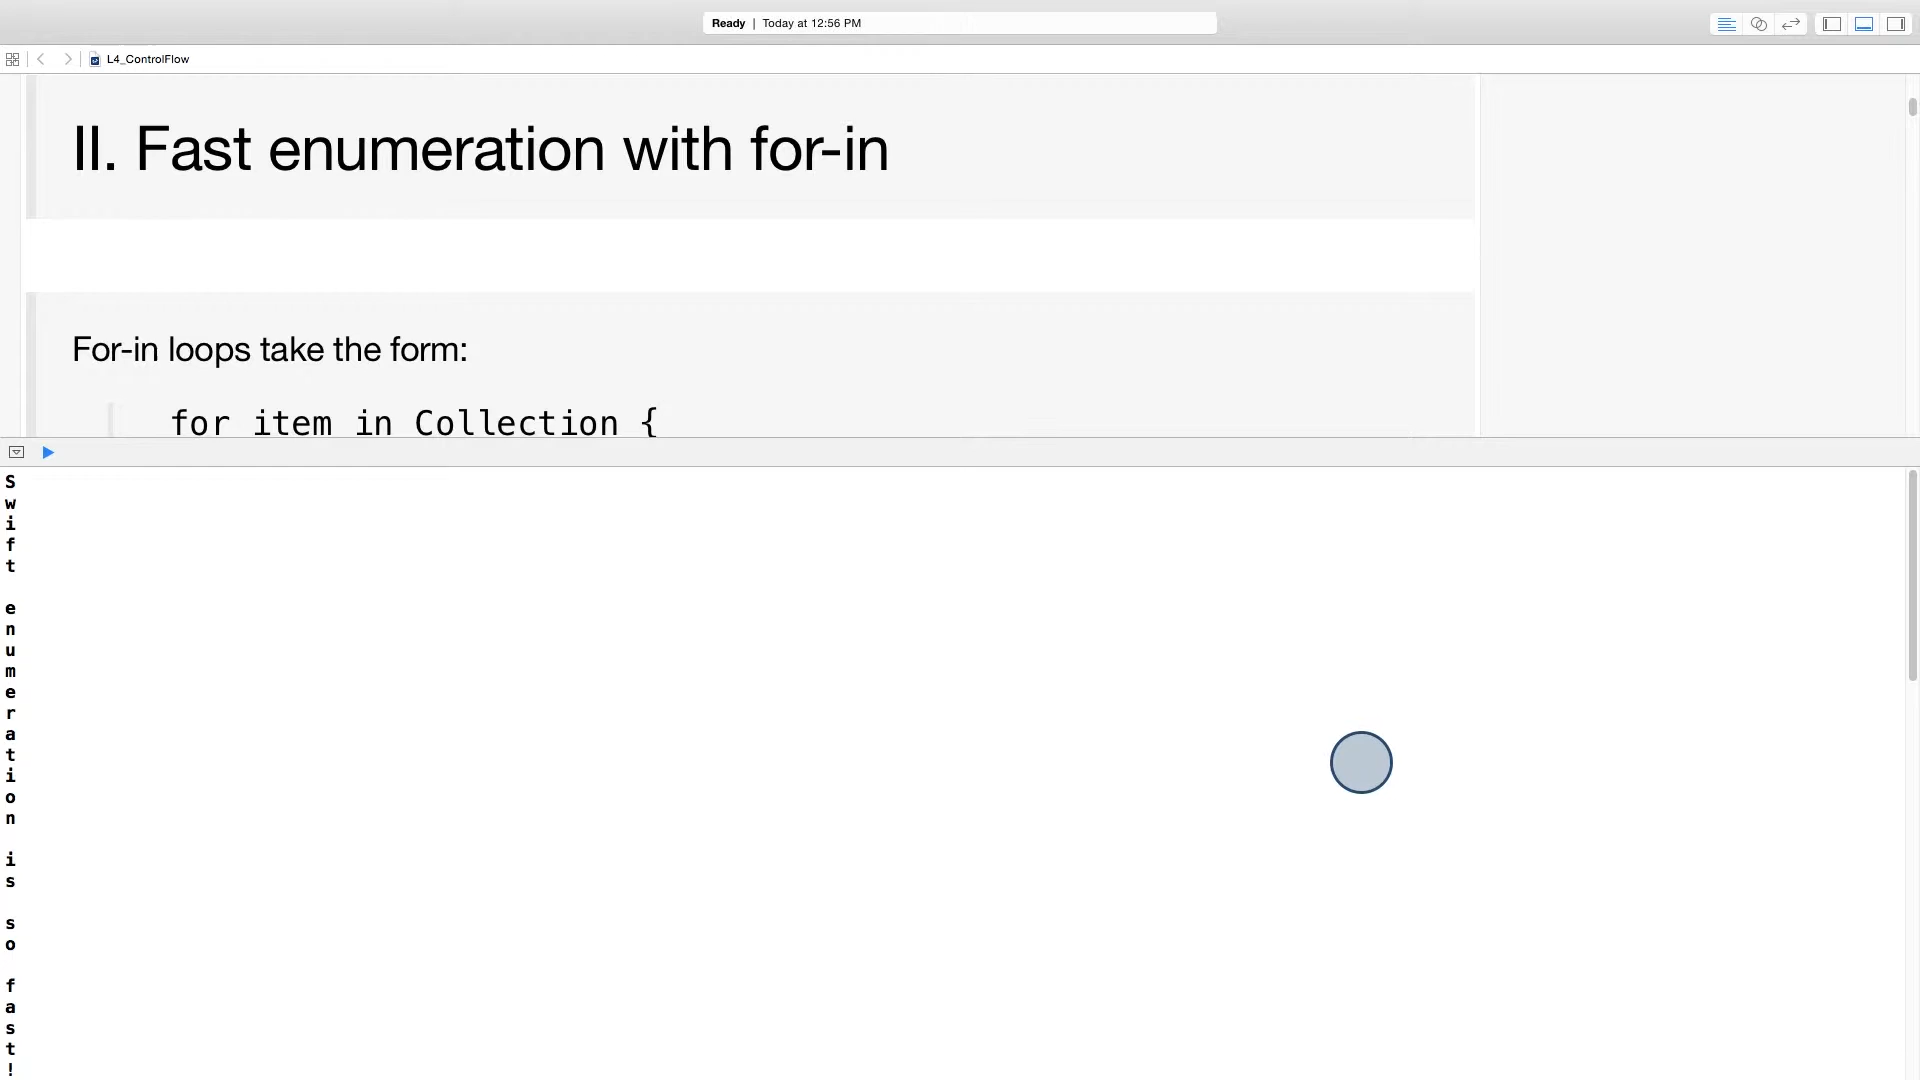 Ready | Today at 12:56 PM
L4_ControlFlow
II. Fast enumeration with for-in
For-in loops take the form:
for item in Collection {
S
w
i
f
t
e
n
u
m
e
r
a
t
i
o
n
i
s
s
o
f
a
s
t
!